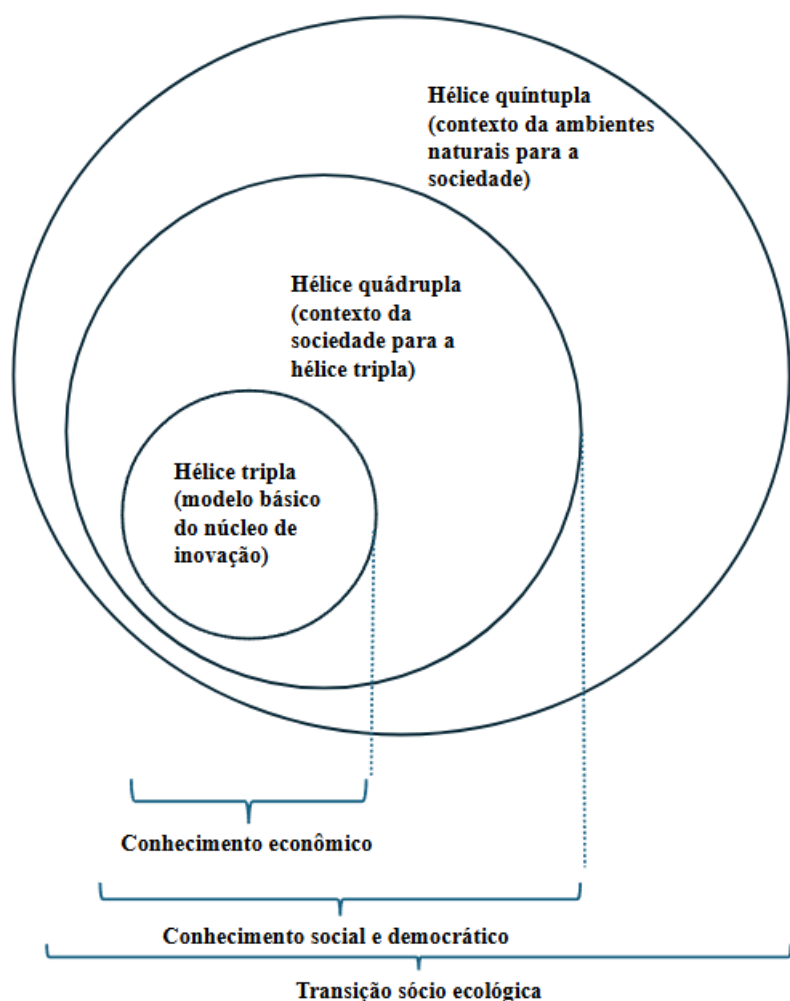 Hélice quíntupla
(contexto da ambientes
naturais para a
sociedade)
Hélice quádrupla
(contexto da
sociedade para a
hélice tripla)
Hélice tripla
(modelo básico
do núcleo de
inovação)
Conhecimento econômico
Conhecimento social e democrático
Transição sócio ecológica